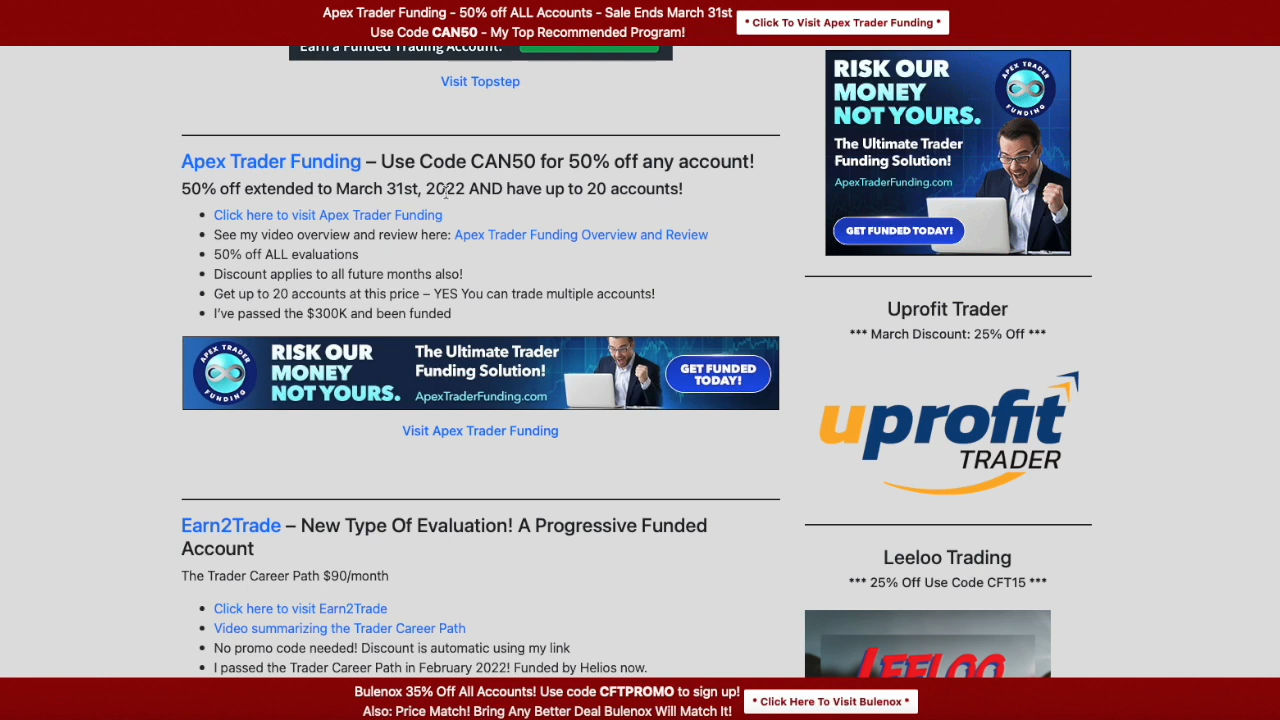 Apex Trader Funding - 50% off ALL Accounts - Sale Ends March 31st
Use Code CAN50 - My Top Recommended Program!
* Click To Visit Apex Trader Funding *
Earn a Funded Trading Account.
Visit Topstep
Apex Trader Funding – Use Code CAN50 for 50% off any account!
50% off extended to March 31st, 2022 AND have up to 20 accounts!
• Click here to visit Apex Trader Funding
• See my video overview and review here: Apex Trader Funding Overview and Review
• 50% off ALL evaluations
• Discount applies to all future months also!
• Get up to 20 accounts at this price – YES You can trade multiple accounts!
• I've passed the $300K and been funded
APEX TRADER
FUNDING
RISK OUR
MONEY
NOT YOURS.
The Ultimate Trader
Funding Solution!
ApexTraderFunding.com
GET FUNDED
TODAY!
Visit Apex Trader Funding
Earn2Trade – New Type Of Evaluation! A Progressive Funded
Account
The Trader Career Path $90/month
• Click here to visit Earn2Trade
• Video summarizing the Trader Career Path
• No promo code needed! Discount is automatic using my link
• I passed the Trader Career Path in February 2022! Funded by Helios now.
RISK OUR
MONEY
NOT YOURS.
APEX TRADER
FUNDING
The Ultimate Trader
Funding Solution!
ApexTraderFunding.com
GET FUNDED TODAY!
Uprofit Trader
*** March Discount: 25% Off ***
uprofit
TRADER
Leeloo Trading
*** 25% Off Use Code CFT15 ***
LEELOO
Bulenox 35% Off All Accounts! Use code CFTPROMO to sign up!
Also: Price Match! Bring Any Better Deal Bulenox Will Match It!
* Click Here To Visit Bulenox *